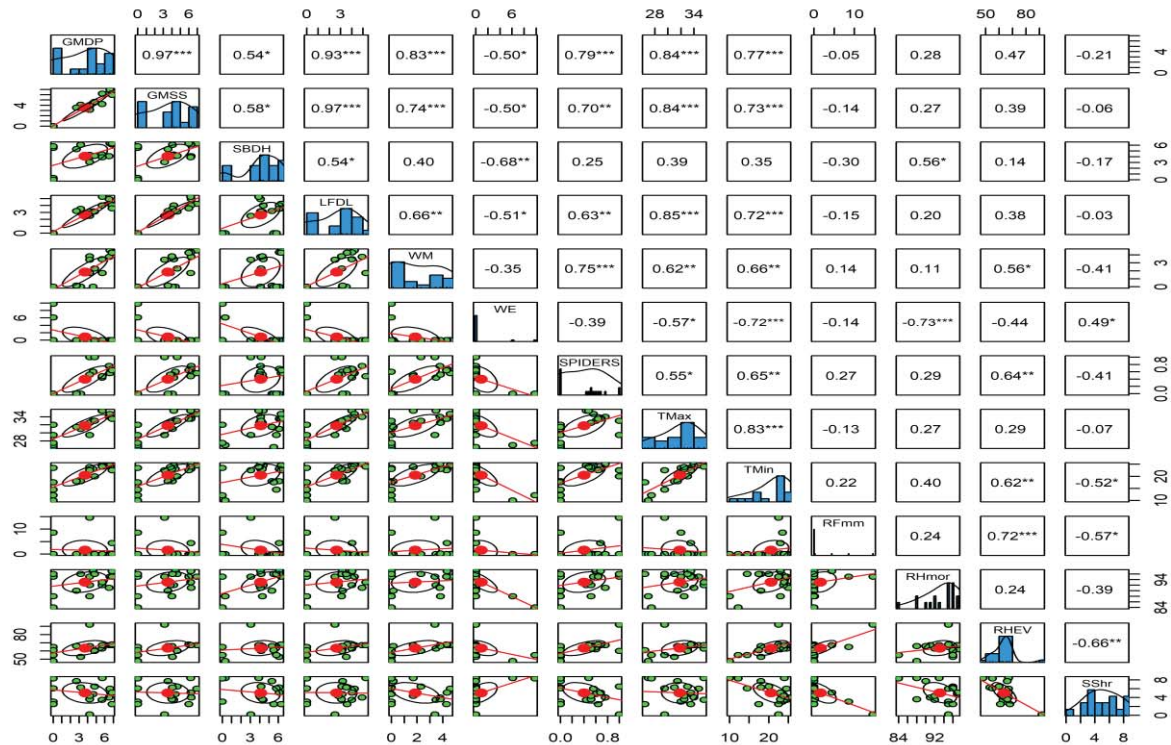 0 3 6 0 3 0 6 28 34 0 10 50 80
GMDP 0.97*** 0.54* 0.93*** 0.83*** -0.50* 0.79*** 0.84*** 0.77*** -0.05 0.28 0.47 -0.21 0 4
0 4 GMSS 0.58* 0.97*** 0.74*** -0.50* 0.70** 0.84*** 0.73*** -0.14 0.27 0.39 -0.06
SBDH 0.54* 0.40 -0.68** 0.25 0.39 0.35 -0.30 0.56* 0.14 -0.17 0 3 6
0 3 LFDL 0.66** -0.51* 0.63** 0.85*** 0.72*** -0.15 0.20 0.38 -0.03
WM -0.35 0.75*** 0.62** 0.66** 0.14 0.11 0.56* -0.41 0 3
0 6 WE -0.39 -0.57* -0.72*** -0.14 -0.73*** -0.44 0.49*
SPIDERS 0.55* 0.65** 0.27 0.29 0.64** -0.41 0.0 0.8
28 34 TMax 0.83*** -0.13 0.27 0.29 -0.07
TMin 0.22 0.40 0.62** -0.52* 10 20
0 10 RFmm 0.24 0.72*** -0.57*
RHmor 0.24 -0.39 84 94
50 80 RHEV -0.66**
SShr 0 4 8
0 3 6 0 3 6 0 2 4 0.0 0.8 10 20 84 92 0 4 8